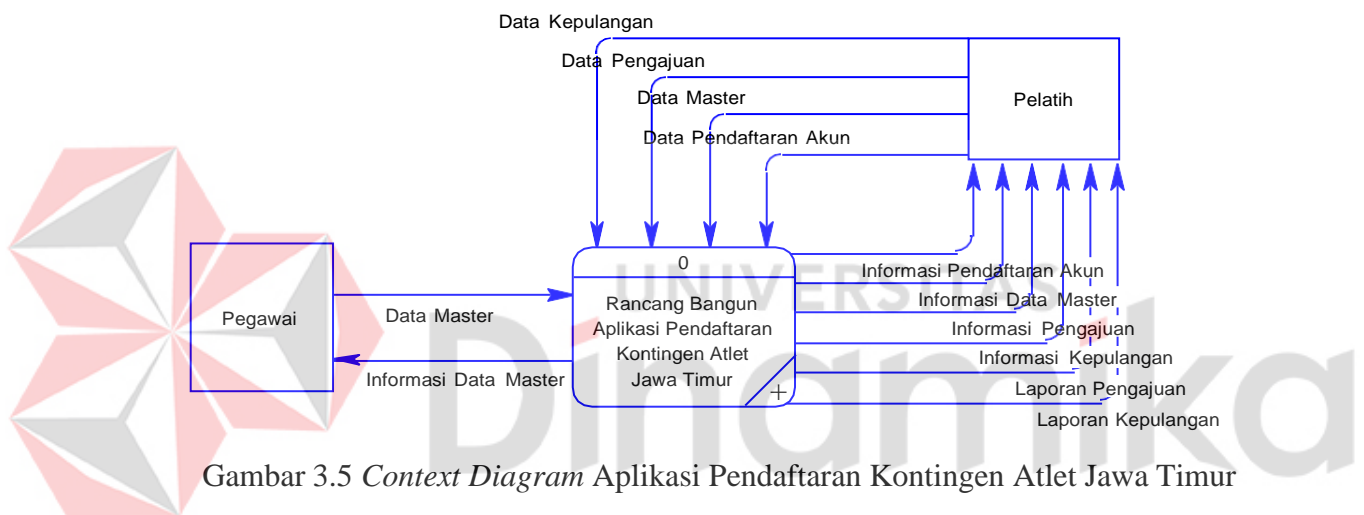 Data Kepulangan
Data Pengajuan
Data Master
Data Pendaftaran Akun
Pelatih
Pegawai
Data Master
Informasi Data Master
0
Rancang Bangun
Aplikasi Pendaftaran
Kontingen Atlet
Jawa Timur
+
Informasi Pendaftaran Akun
Informasi Data Master
Informasi Pengajuan
Informasi Kepulangan
Laporan Pengajuan
Laporan Kepulangan
UNIVERSITAS
Dinamika
Gambar 3.5 Context Diagram Aplikasi Pendaftaran Kontingen Atlet Jawa Timur